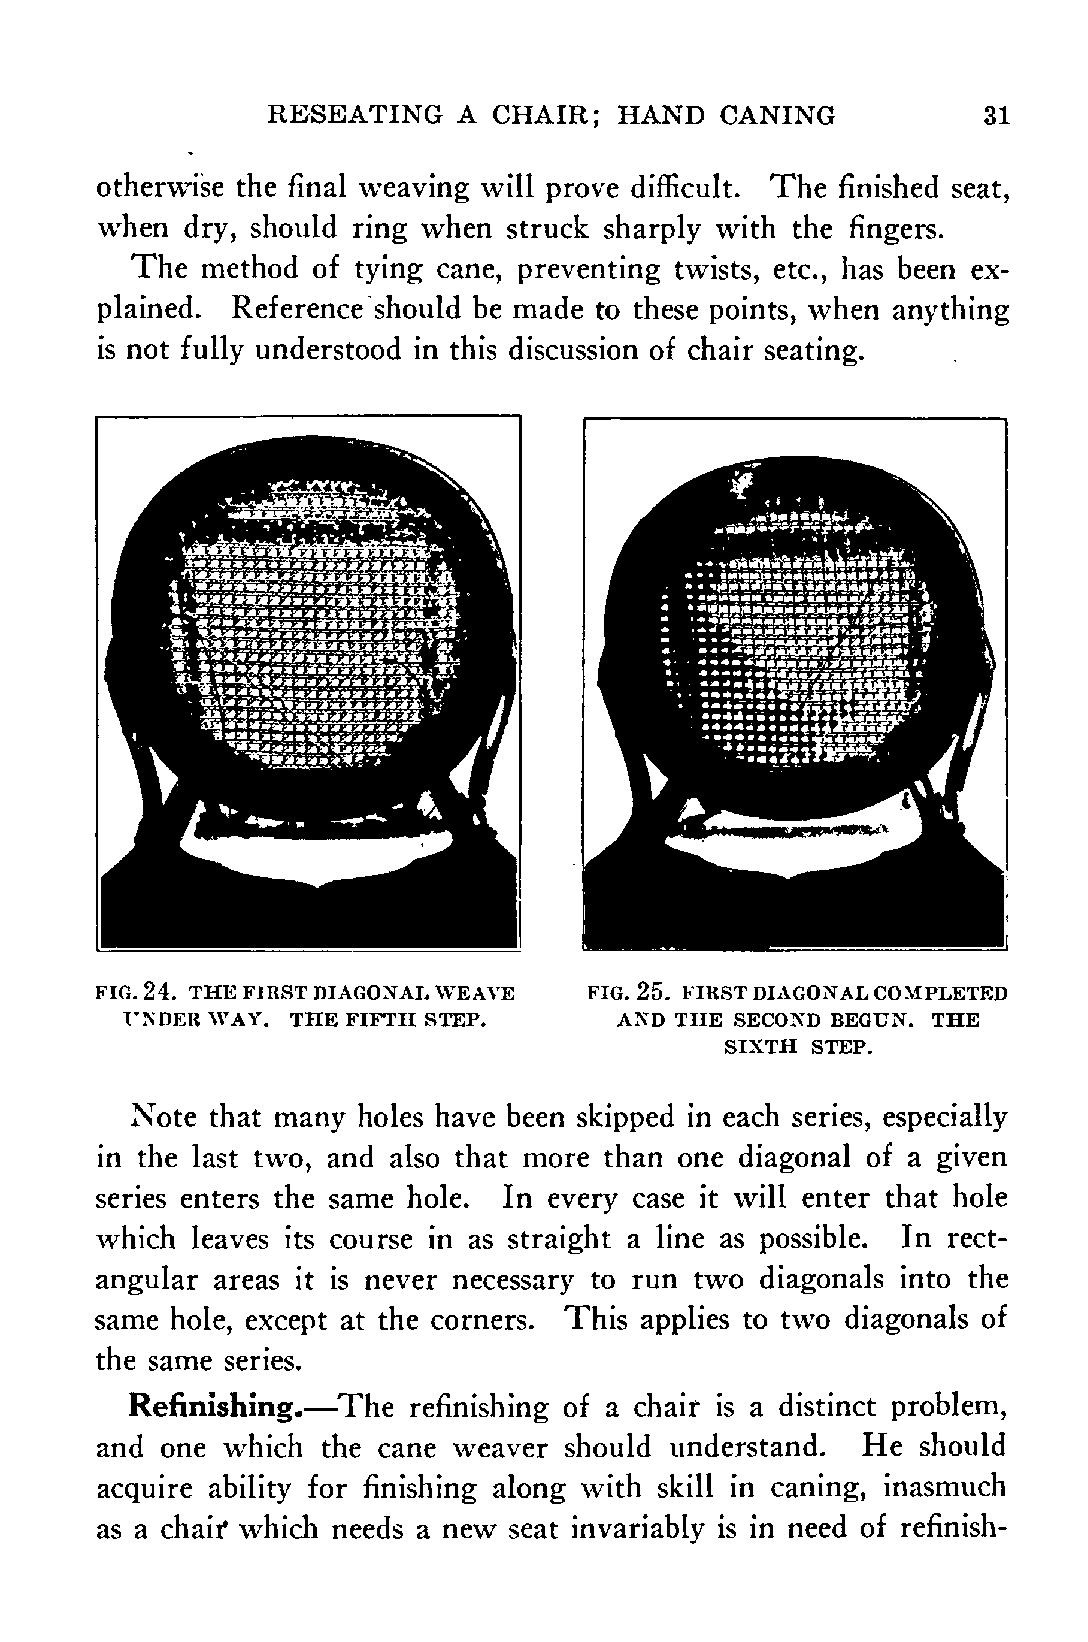 RESEATING A CHAIR; HAND CANING 31
otherwise the final weaving will prove difficult. The finished seat,
when dry, should ring when struck sharply with the fingers.
The method of tying cane, preventing twists, etc., has been ex-
plained. Reference should be made to these points, when anything
is not fully understood in this discussion of chair seating.
FIG. 24. THE FIRST DIAGONAL WEAVE
UNDER WAY. THE FIFTH STEP.
FIG. 25. FIRST DIAGONAL COMPLETED
AND THE SECOND BEGUN. THE
SIXTH STEP.
Note that many holes have been skipped in each series, especially
in the last two, and also that more than one diagonal of a given
series enters the same hole. In every case it will enter that hole
which leaves its course in as straight a line as possible. In rect-
angular areas it is never necessary to run two diagonals into the
same hole, except at the corners. This applies to two diagonals of
the same series.
Refinishing.—The refinishing of a chair is a distinct problem,
and one which the cane weaver should understand. He should
acquire ability for finishing along with skill in caning, inasmuch
as a chair which needs a new seat invariably is in need of refinish-